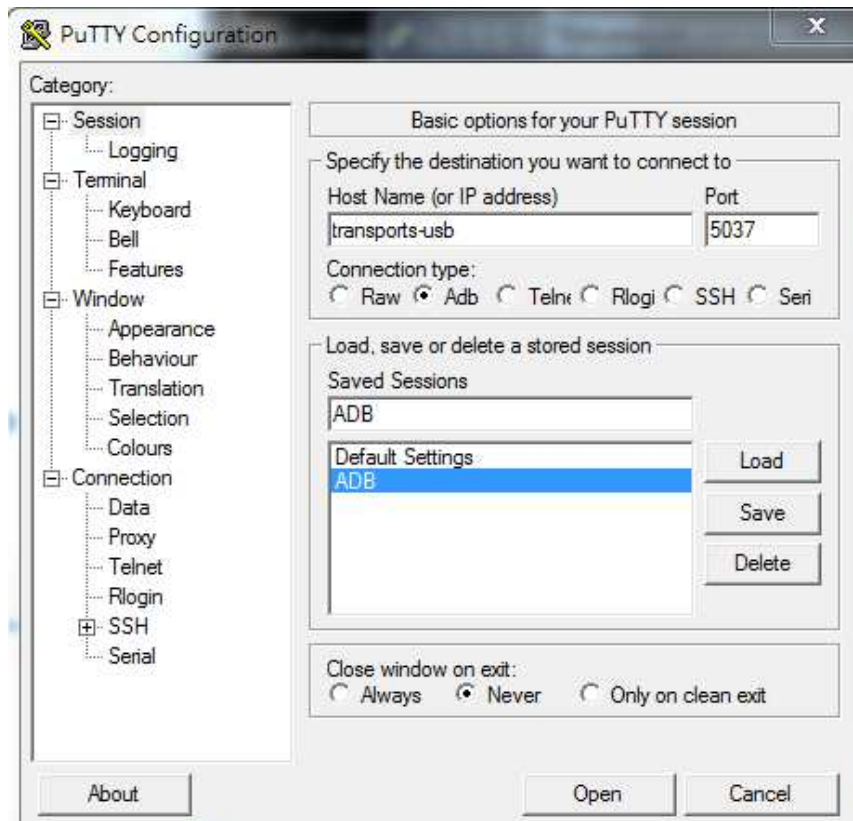 PuTTY Configuration
Category:
Session
Logging
Terminal
Keyboard
Bell
Features
Window
Appearance
Behaviour
Translation
Selection
Colours
Connection
Data
Proxy
Telnet
Rlogin
SSH
Serial
Basic options for your PuTTY session
Specify the destination you want to connect to
Host Name (or IP address) Port
transports-usb 5037
Connection type:
Raw Adb Telne Rlogi SSH Seri
Load, save or delete a stored session
Saved Sessions
ADB
Default Settings
ADB
Load
Save
Delete
Close window on exit:
Always Never Only on clean exit
About Open Cancel